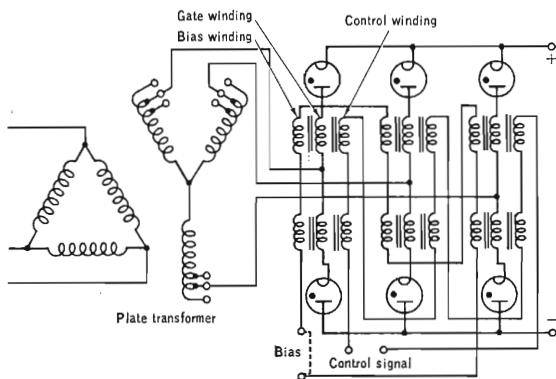 Gate winding
Control winding
Bias winding
+
Plate transformer
−
Bias
Control signal